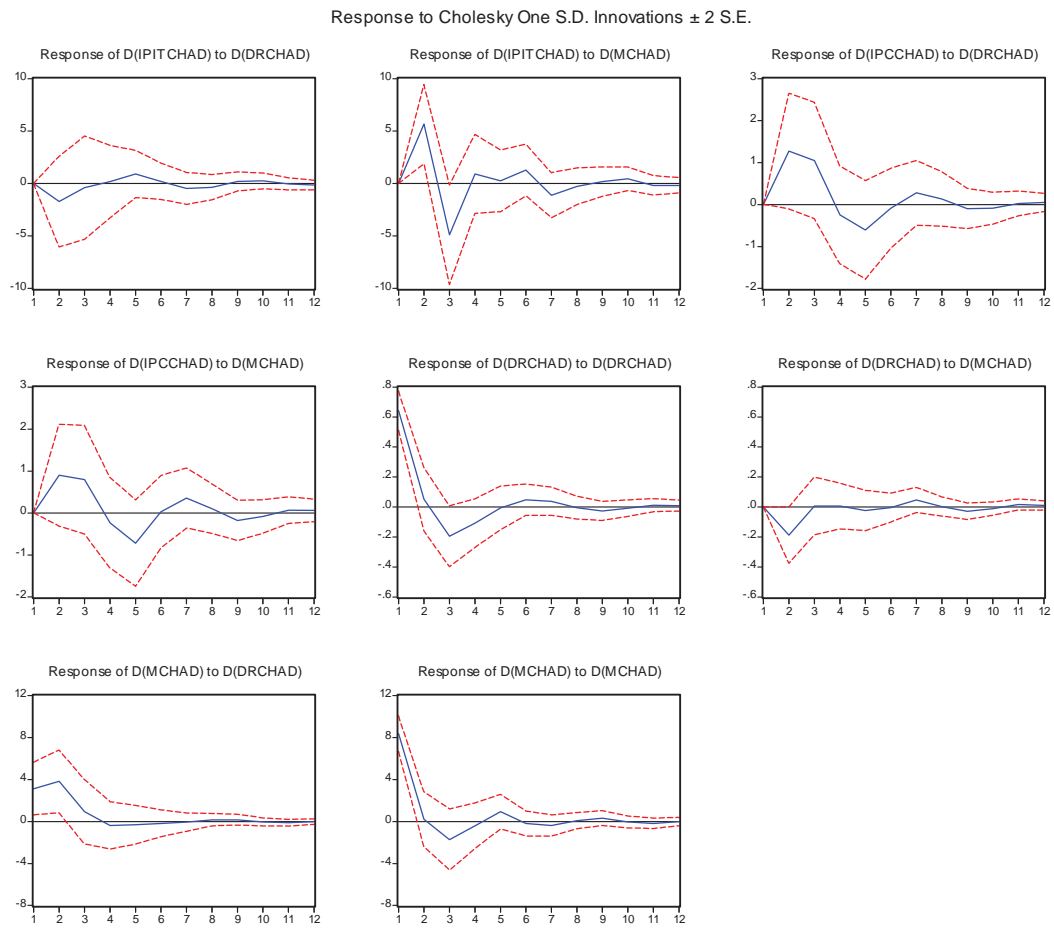 Response to Cholesky One S.D. Innovations ± 2 S.E.
Response of D(IPITCHAD) to D(DRCHAD)
10
5
0
-5
-10
1 2 3 4 5 6 7 8 9 10 11 12
Response of D(IPITCHAD) to D(MCHAD)
10
5
0
-5
-10
1 2 3 4 5 6 7 8 9 10 11 12
Response of D(IPCCHAD) to D(DRCHAD)
3
2
1
0
-1
-2
1 2 3 4 5 6 7 8 9 10 11 12
Response of D(IPCCHAD) to D(MCHAD)
3
2
1
0
-1
-2
1 2 3 4 5 6 7 8 9 10 11 12
Response of D(DRCHAD) to D(DRCHAD)
.8
.6
.4
.2
.0
-.2
-.4
-.6
1 2 3 4 5 6 7 8 9 10 11 12
Response of D(DRCHAD) to D(MCHAD)
.8
.6
.4
.2
.0
-.2
-.4
-.6
1 2 3 4 5 6 7 8 9 10 11 12
Response of D(MCHAD) to D(DRCHAD)
12
8
4
0
-4
-8
1 2 3 4 5 6 7 8 9 10 11 12
Response of D(MCHAD) to D(MCHAD)
12
8
4
0
-4
-8
1 2 3 4 5 6 7 8 9 10 11 12